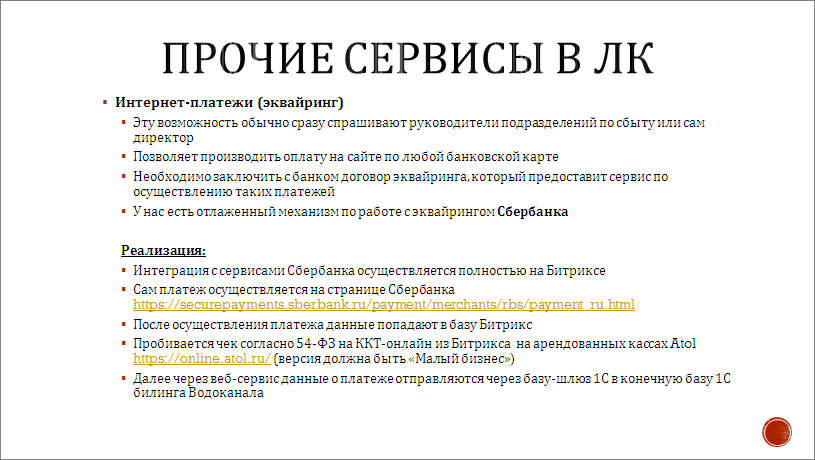 ПРОЧИЕ СЕРВИСЫ В ЛК
Интернет-платежи (эквайринг)
Эту возможность обычно сразу спрашивают руководители подразделений по сбыту или сам
директор
Позволяет производить оплату на сайте по любой банковской карте
Необходимо заключить с банком договор эквайринга, который предоставит сервис по
осуществлению таких платежей
У нас есть отлаженный механизм по работе с эквайрингом Сбербанка
Реализация:
Интеграция с сервисами Сбербанка осуществляется полностью на Битриксе
Сам платеж осуществляется на странице Сбербанка
https://securepayments.sberbank.ru/payment/merchants/rbs/payment_ru.html
После осуществления платежа данные попадают в базу Битрикс
Пробивается чек согласно 54-ФЗ на ККТ-онлайн из Битрикса на арендованных кассах Atol
https://online.atol.ru/ (версия должна быть «Малый бизнес»)
Далее через веб-сервис данные о платеже отправляются через базу-шлюз 1С в конечную базу 1С
билинга Водоканала